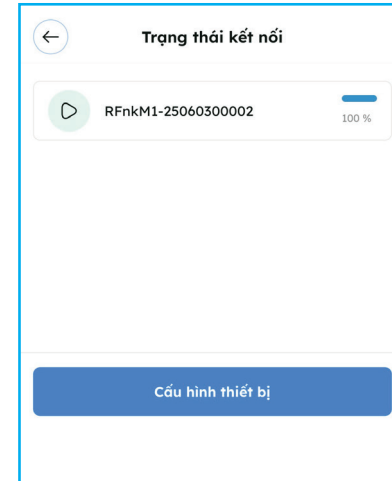 Trạng thái kết nối
RFnkM1-25060300002
100 %
Cấu hình thiết bị